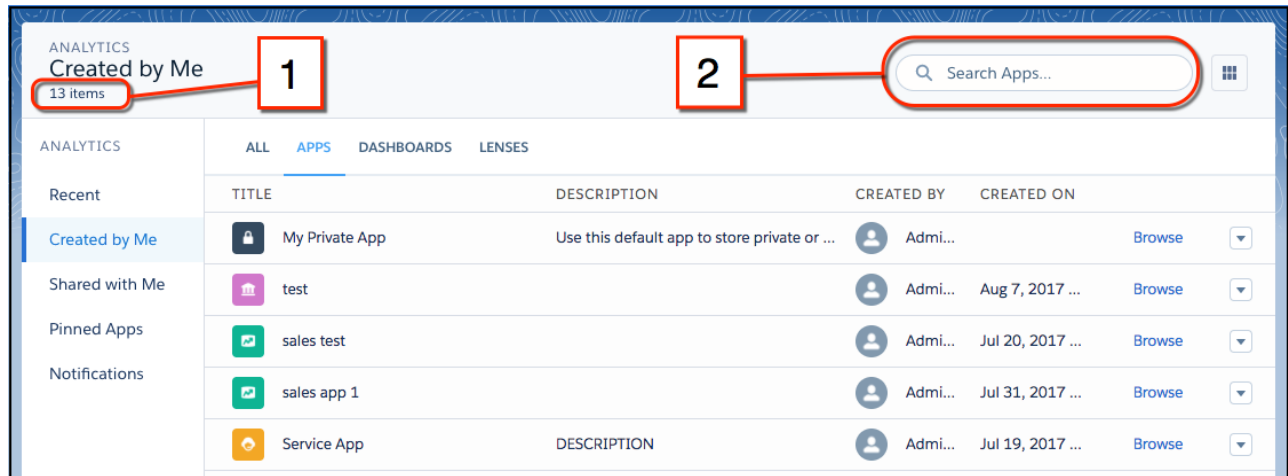 ANALYTICS
Created by Me
13 items
1
2
Search Apps...
ANALYTICS
Recent
Created by Me
Shared with Me
Pinned Apps
Notifications
ALL APPS DASHBOARDS LENSES
TITLE DESCRIPTION CREATED BY CREATED ON
My Private App Use this default app to store private or ... Admi... Browse
test Admi... Aug 7, 2017 ... Browse
sales test Admi... Jul 20, 2017 ... Browse
sales app 1 Admi... Jul 31, 2017 ... Browse
Service App DESCRIPTION Admi... Jul 19, 2017 ... Browse